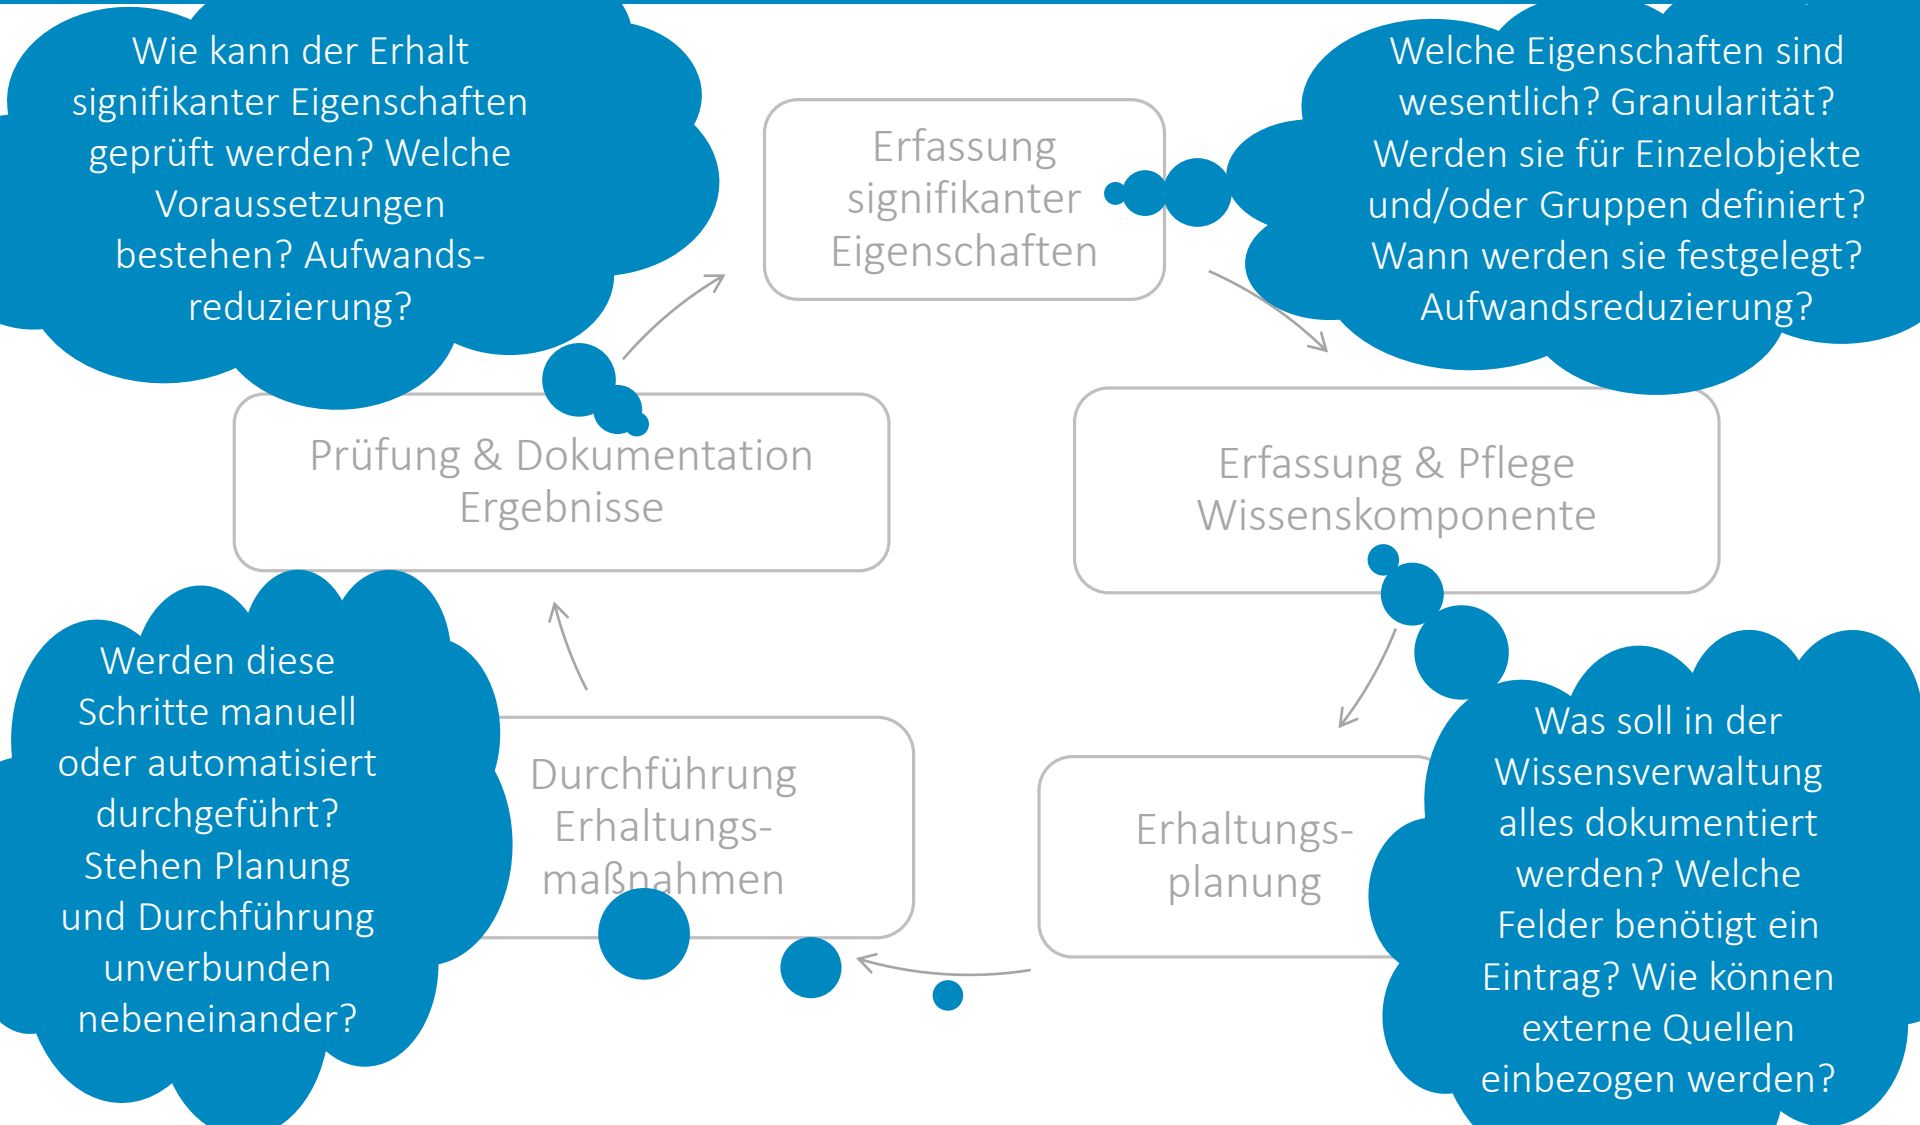 Wie kann der Erhalt
signifikanter Eigenschaften
geprüft werden? Welche
Voraussetzungen
bestehen? Aufwands-
reduzierung?
Erfassung
signifikanter
Eigenschaften
Welche Eigenschaften sind
wesentlich? Granularität?
Werden sie für Einzelobjekte
und/oder Gruppen definiert?
Wann werden sie festgelegt?
Aufwandsreduzierung?
Prüfung & Dokumentation
Ergebnisse
Erfassung & Pflege
Wissenskomponente
Werden diese
Schritte manuell
oder automatisiert
durchgeführt?
Stehen Planung
und Durchführung
unverbunden
nebeneinander?
Durchführung
Erhaltungs-
maßnahmen
Erhaltungs-
planung
Was soll in der
Wissensverwaltung
alles dokumentiert
werden? Welche
Felder benötigt ein
Eintrag? Wie können
externe Quellen
einbezogen werden?